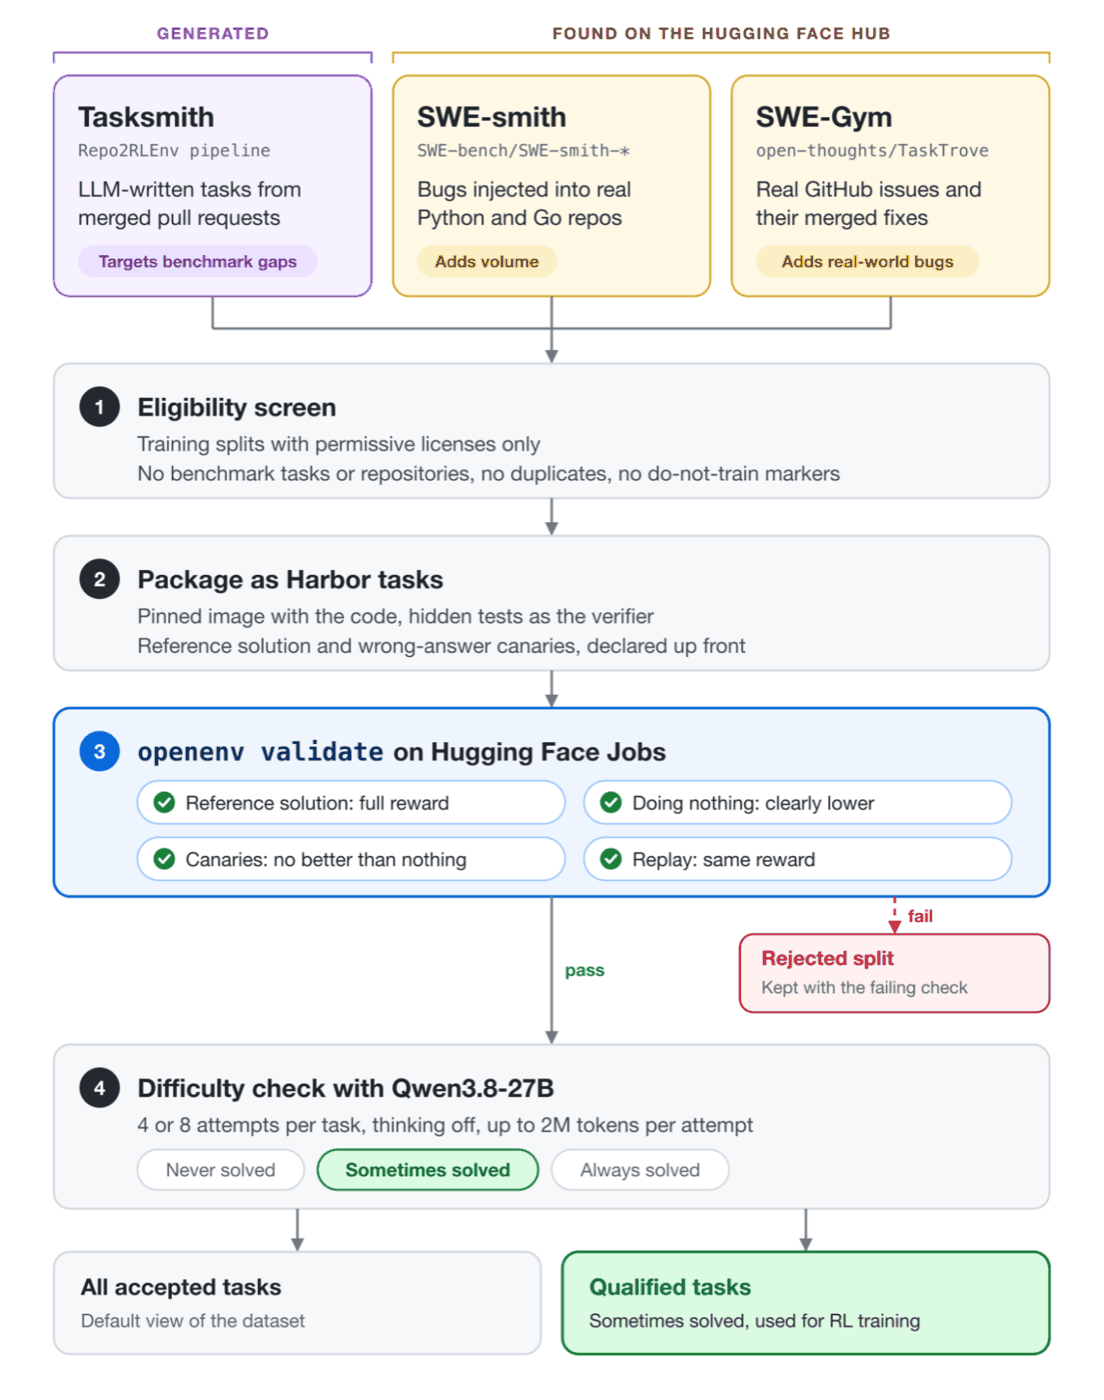 GENERATED
FOUND ON THE HUGGING FACE HUB
Tasksmith
Repo2RLEnv pipeline
LLM-written tasks from
merged pull requests
Targets benchmark gaps
SWE-smith
SWE-bench/SWE-smith-*
Bugs injected into real
Python and Go repos
Adds volume
SWE-Gym
open-thoughts/TaskTrove
Real GitHub issues and
their merged fixes
Adds real-world bugs
1 Eligibility screen
Training splits with permissive licenses only
No benchmark tasks or repositories, no duplicates, no do-not-train markers
2 Package as Harbor tasks
Pinned image with the code, hidden tests as the verifier
Reference solution and wrong-answer canaries, declared up front
3 openenv validate on Hugging Face Jobs
Reference solution: full reward
Doing nothing: clearly lower
Canaries: no better than nothing
Replay: same reward
fail
Rejected split
Kept with the failing check
pass
4 Difficulty check with Qwen3.8-27B
4 or 8 attempts per task, thinking off, up to 2M tokens per attempt
Never solved
Sometimes solved
Always solved
All accepted tasks
Default view of the dataset
Qualified tasks
Sometimes solved, used for RL training